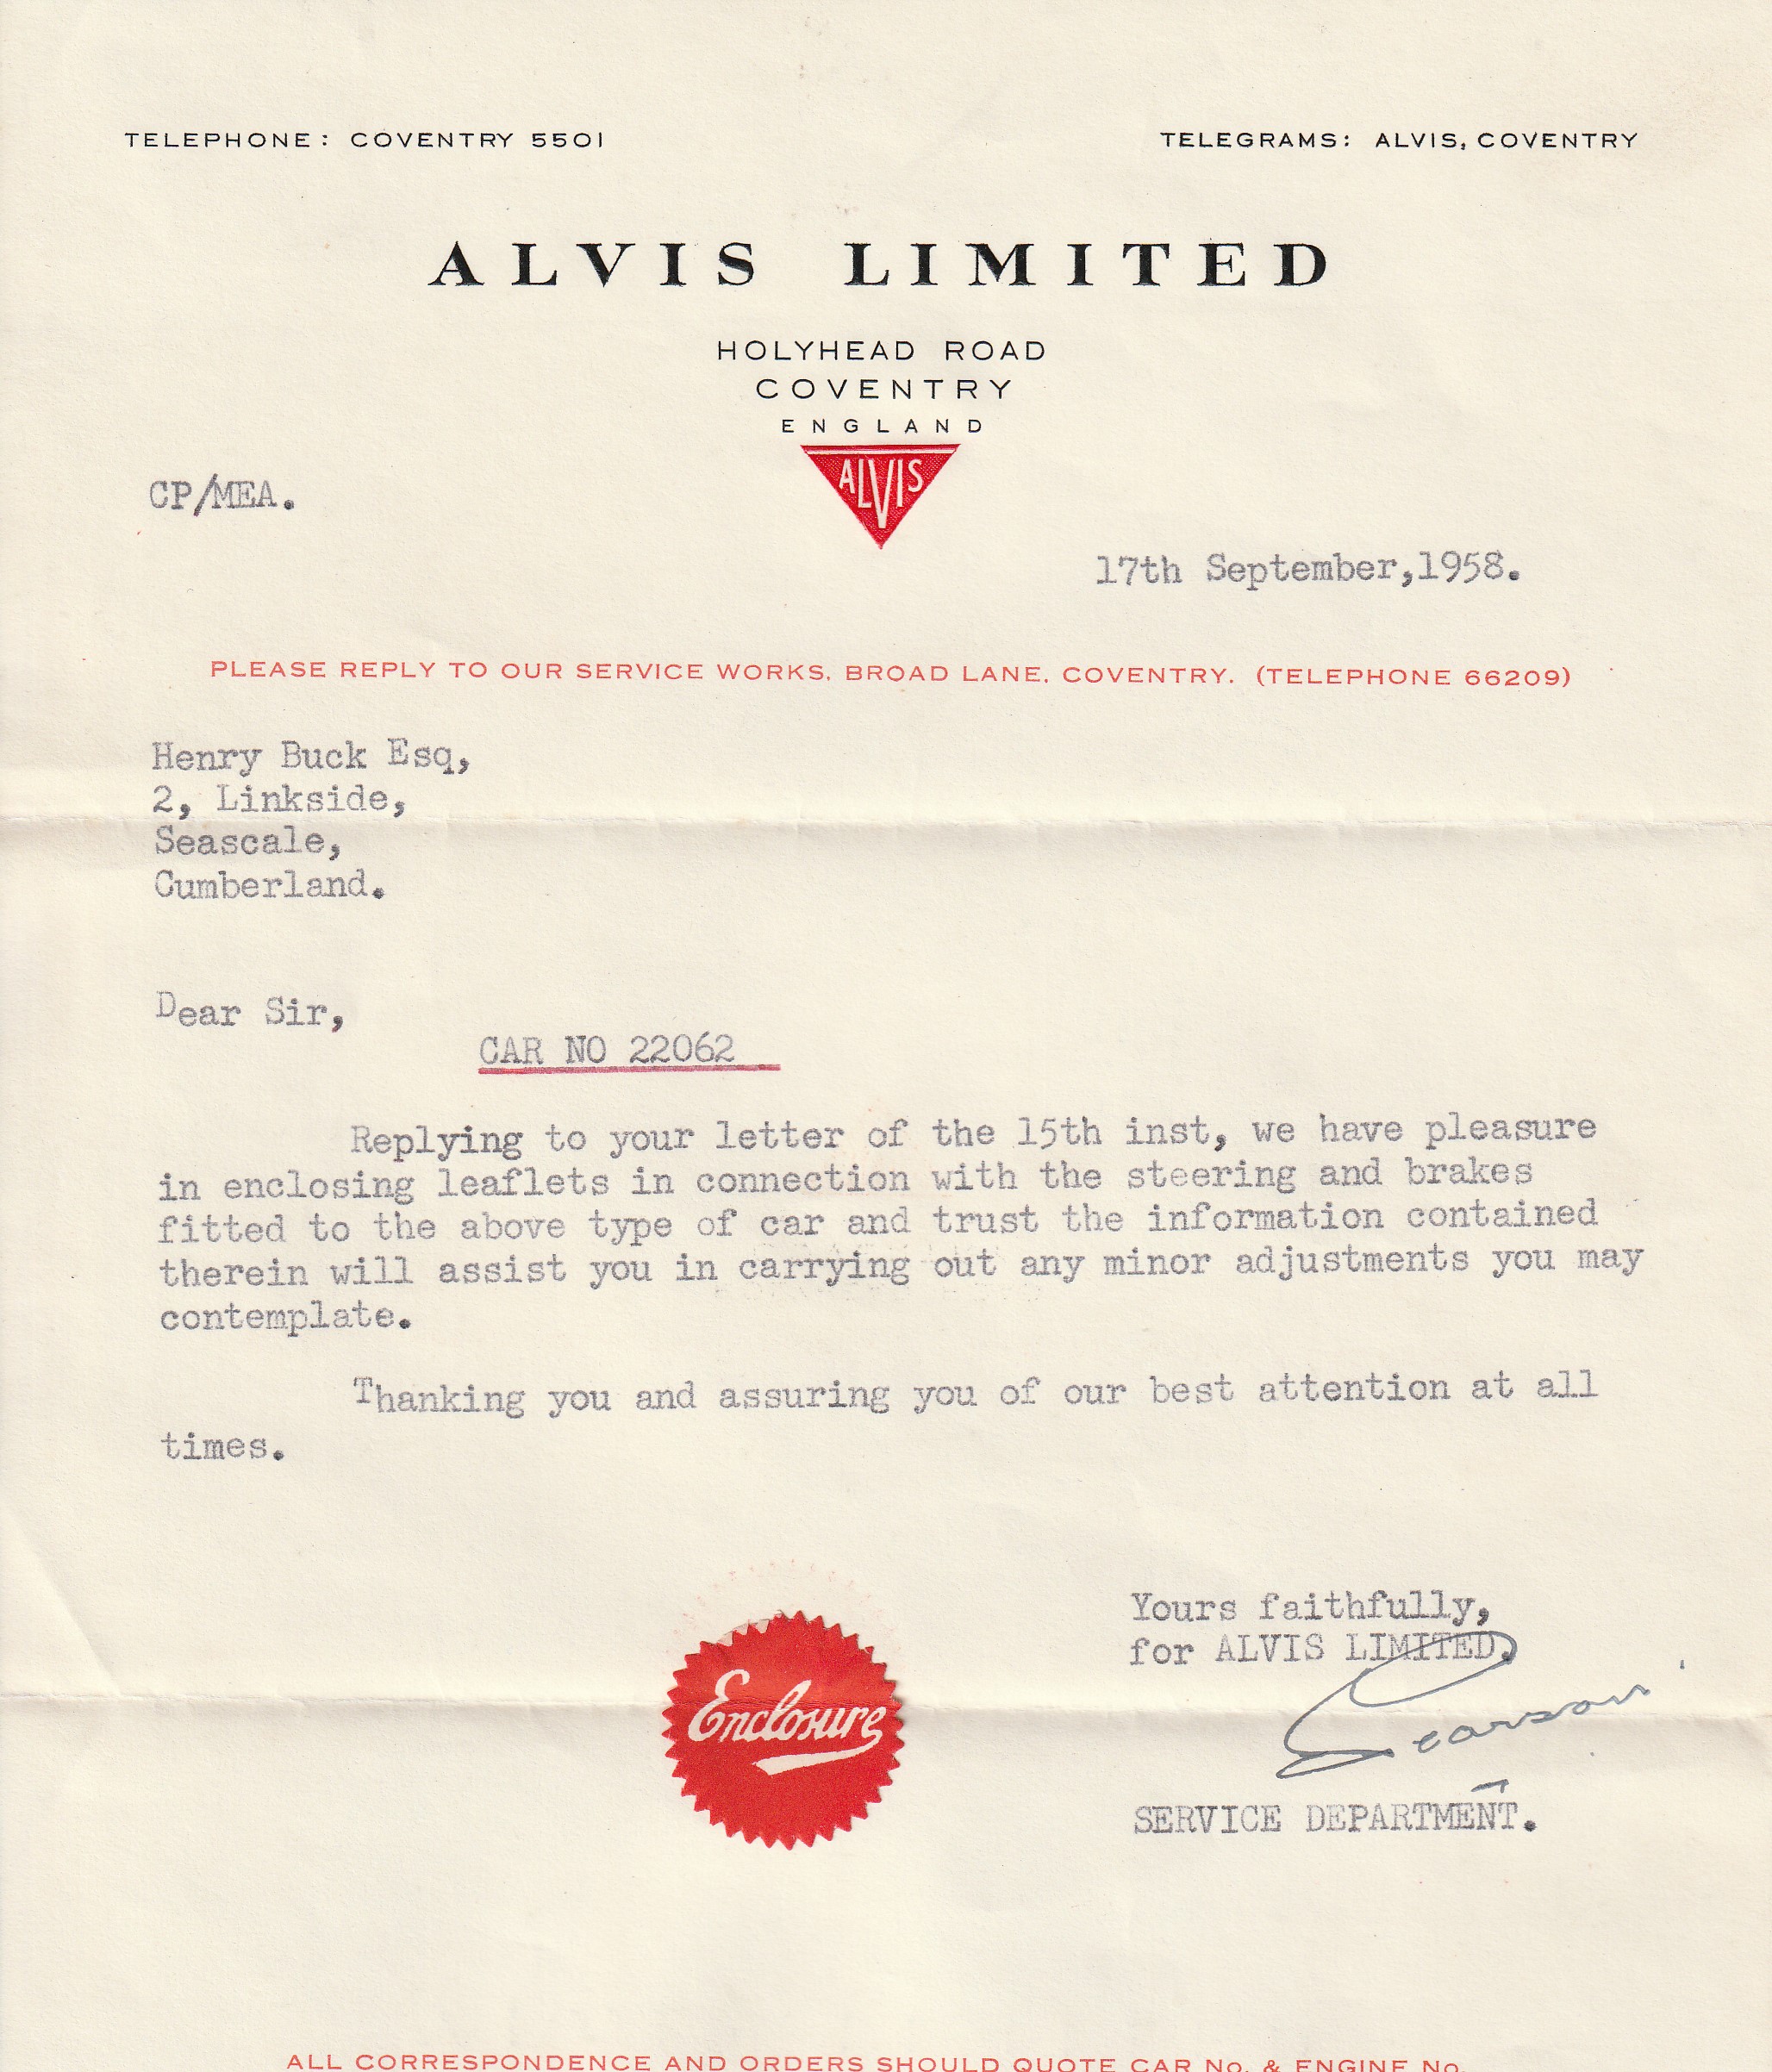 TELEPHONE: COVENTRY 5501
TELEGRAMS: ALVIS, COVENTRY
ALVIS LIMITED
HOLYHEAD ROAD
COVENTRY
ENGLAND
ALVIS
CP/MEA.
17th September,1958.
PLEASE REPLY TO OUR SERVICE WORKS, BROAD LANE, COVENTRY. (TELEPHONE 66209)
Henry Buck Esq,
2, Linkside,
Seascale,
Cumberland.
Dear Sir,
CAR NO 22062
Replying to your letter of the 15th inst, we have pleasure
in enclosing leaflets in connection with the steering and brakes
fitted to the above type of car and trust the information contained
therein will assist you in carrying out any minor adjustments you may
contemplate.
Thanking you and assuring you of our best attention at all
times.
Yours faithfully,
for ALVIS LIMITED.
Enclosure
SERVICE DEPARTMENT.
ALL CORRESPONDENCE AND ORDERS SHOULD QUOTE CAR No. & ENGINE No.